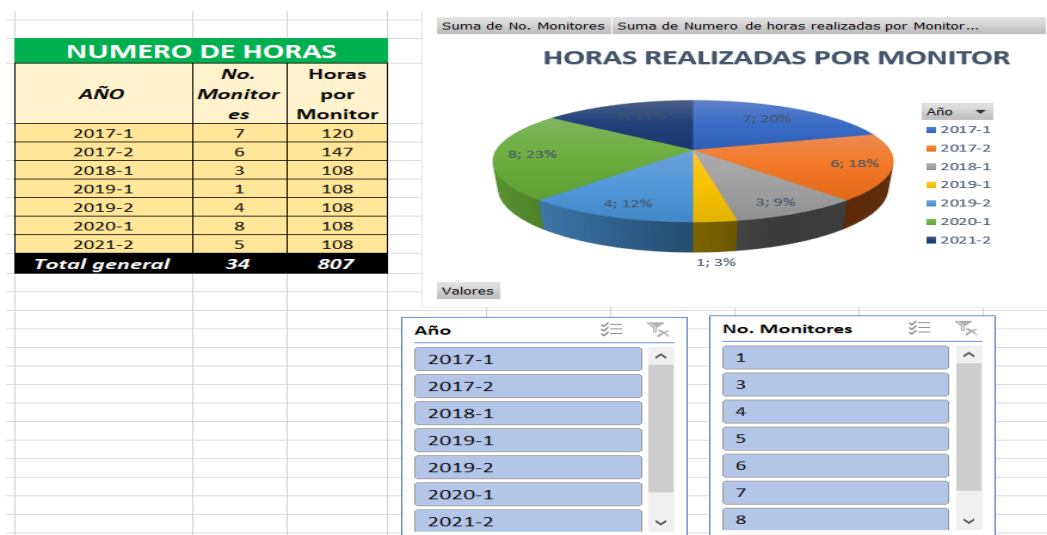 NUMERO DE HORAS
AÑO No. Monitor es Horas por Monitor
2017-1 7 120
2017-2 6 147
2018-1 3 108
2019-1 1 108
2019-2 4 108
2020-1 8 108
2021-2 5 108
Total general 34 807
Suma de No. Monitores Suma de Numero de horas realizadas por Monitor...
HORAS REALIZADAS POR MONITOR
5; 15%
7; 20%
8; 23%
6; 18%
4; 12%
3; 9%
1; 3%
Año
2017-1
2017-2
2018-1
2019-1
2019-2
2020-1
2021-2
Valores
Año
2017-1
2017-2
2018-1
2019-1
2019-2
2020-1
2021-2
No. Monitores
1
3
4
5
6
7
8